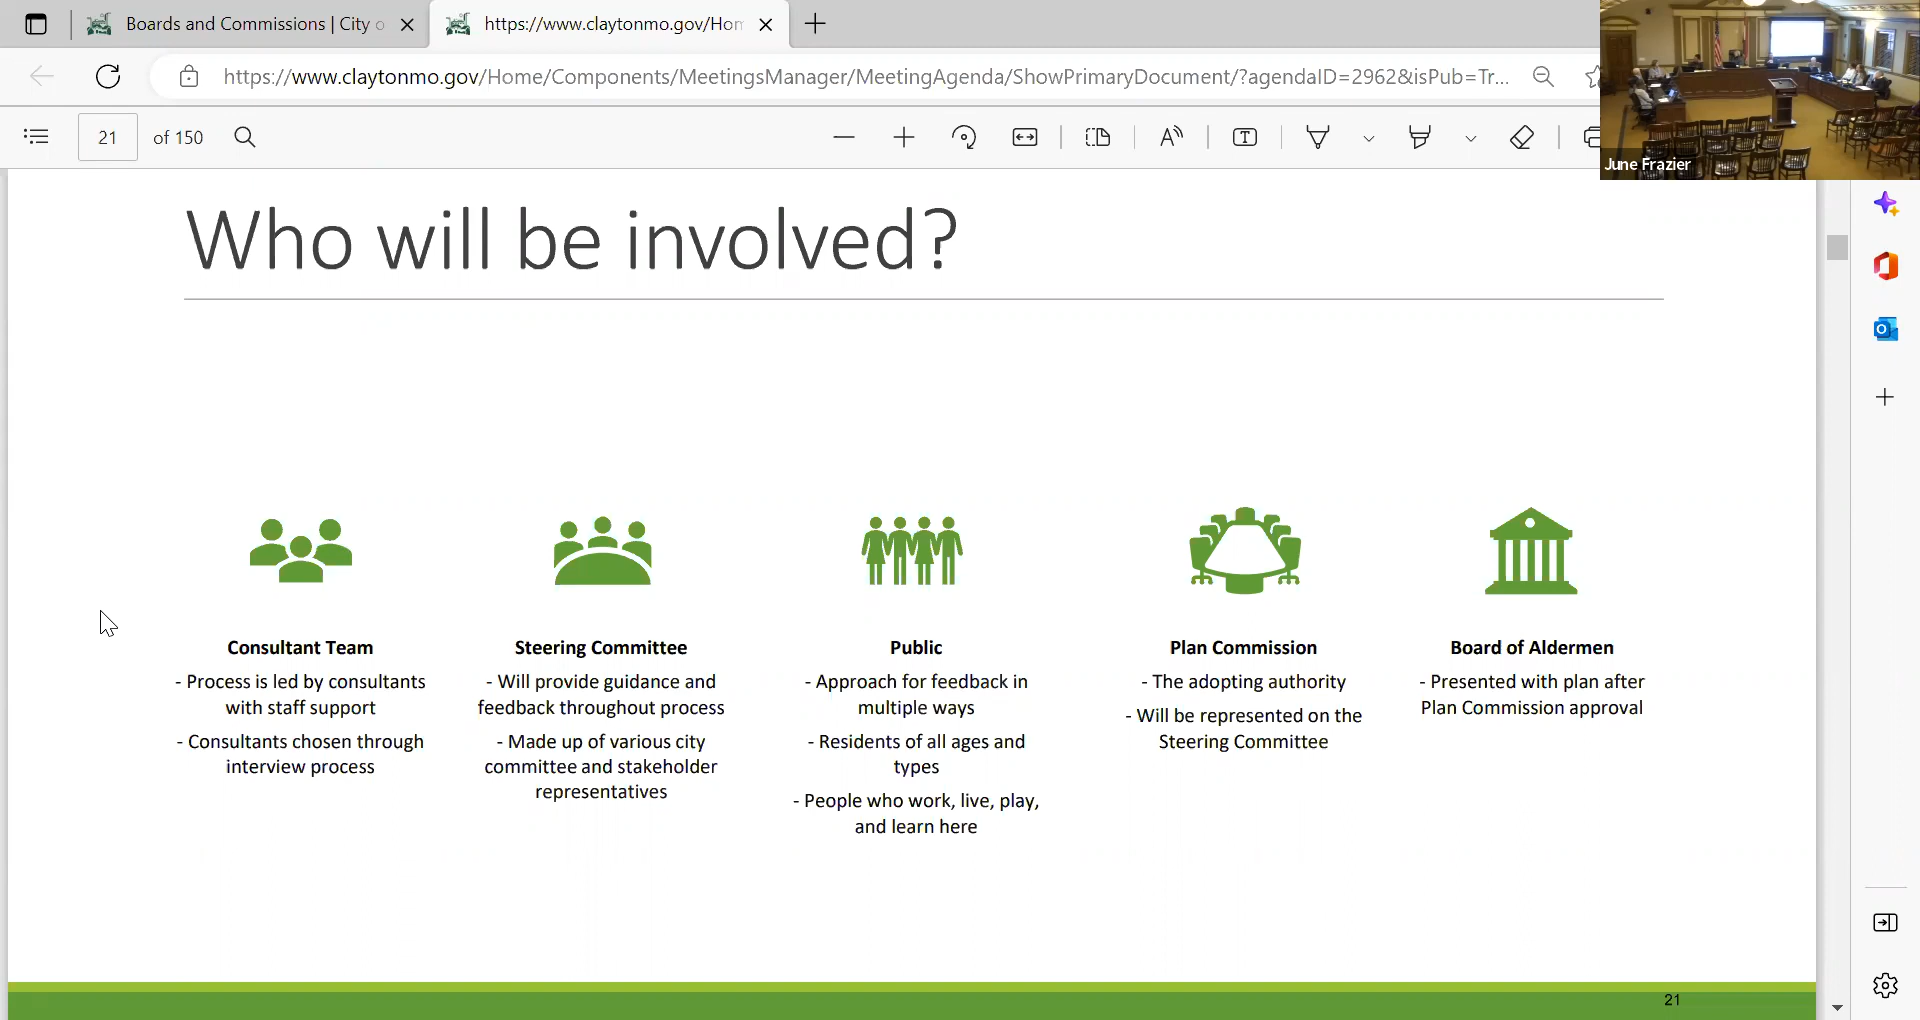 Boards and Commissions | City o
https://www.claytonmo.gov/Hom
https://www.claytonmo.gov/Home/Components/MeetingsManager/MeetingAgenda/ShowPrimaryDocument/?agendaID=2962&isPub=Tr...
21 of 150
June Frazier
Who will be involved?
Consultant Team
- Process is led by consultants
with staff support
- Consultants chosen through
interview process
Steering Committee
- Will provide guidance and
feedback throughout process
- Made up of various city
committee and stakeholder
representatives
Public
- Approach for feedback in
multiple ways
- Residents of all ages and
types
- People who work, live, play,
and learn here
Plan Commission
- The adopting authority
- Will be represented on the
Steering Committee
Board of Aldermen
- Presented with plan after
Plan Commission approval
21